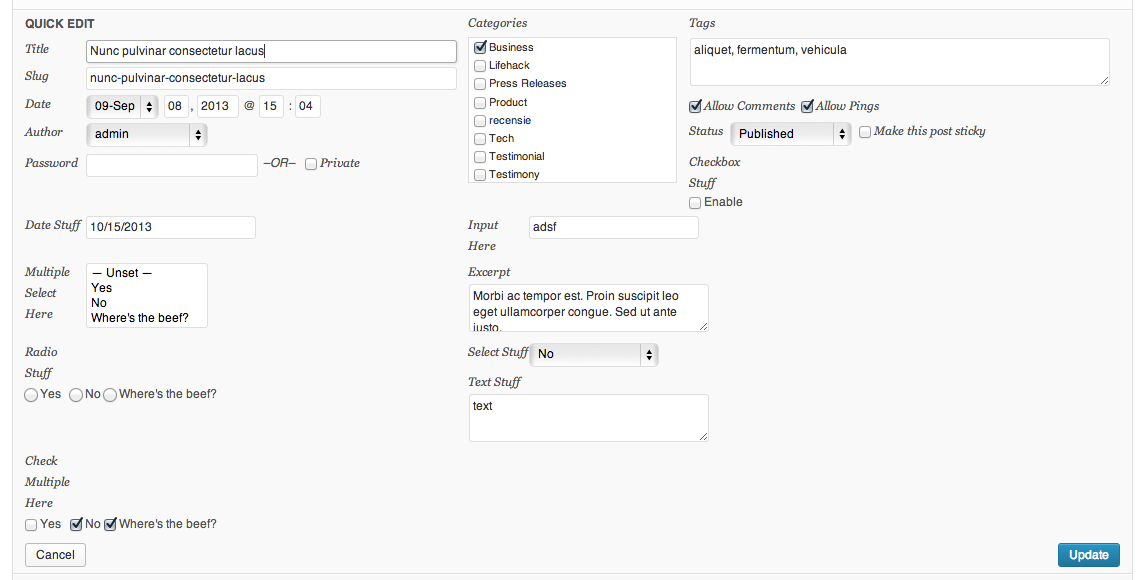 QUICK EDIT
Title Nunc pulvinar consectetur lacus
Slug nunc-pulvinar-consectetur-lacus
Date 09-Sep 08 , 2013 @ 15 : 04
Author admin
Password –OR– Private
Categories
Business
Lifehack
Press Releases
Product
recensie
Tech
Testimonial
Testimony
Tags
aliquet, fermentum, vehicula
Allow Comments Allow Pings
Status Published Make this post sticky
Checkbox
Stuff
Enable
Date Stuff 10/15/2013
Multiple
Select
Here
— Unset —
Yes
No
Where's the beef?
Radio
Stuff
Yes No Where's the beef?
Check
Multiple
Here
Yes No Where's the beef?
Input
Here
adsf
Excerpt
Morbi ac tempor est. Proin suscipit leo
eget ullamcorper congue. Sed ut ante
justo.
Select Stuff No
Text Stuff
text
Cancel Update